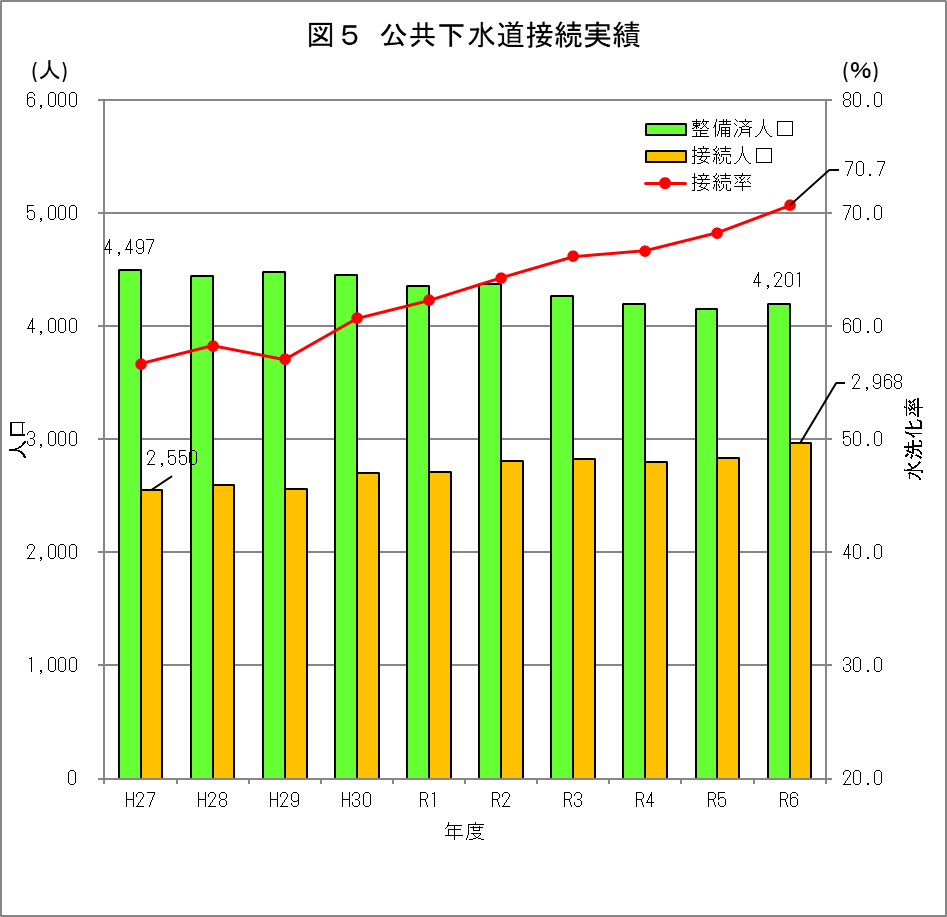 図５ 公共下水道接続実績
(人)
(%)
6,000
5,000
4,000
3,000
2,000
1,000
0
80.0
70.0
60.0
50.0
40.0
30.0
20.0
整備済人口
接続人口
接続率
70.7
4,497
4,201
2,968
2,550
人口
水洗化率
H27 H28 H29 H30 R1 R2 R3 R4 R5 R6
年度